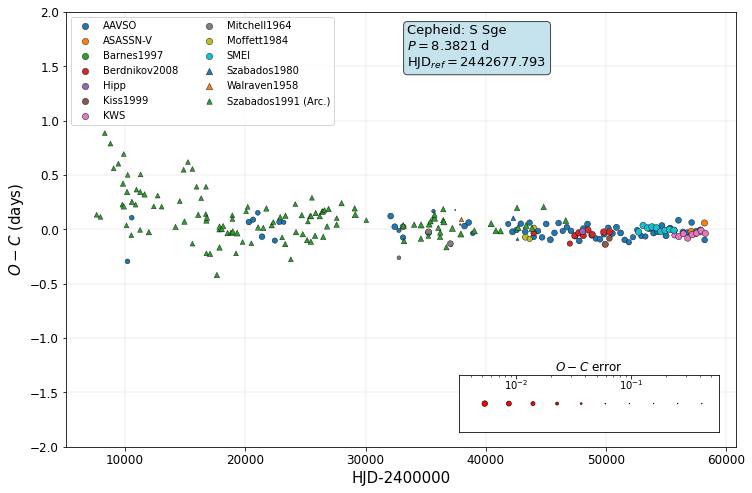 AAVSO
ASASSN-V
Barnes1997
Berdnikov2008
Hipp
Kiss1999
KWS
Mitchell1964
Moffett1984
SMEI
Szabados1980
Walraven1958
Szabados1991 (Arc.)
Cepheid: S Sge
P = 8.3821 d
HJD_ref = 2442677.793
2.0
1.5
1.0
0.5
0.0
−0.5
−1.0
−1.5
−2.0
O − C (days)
O − C error
10⁻² 10⁻¹
10000 20000 30000 40000 50000 60000
HJD-2400000